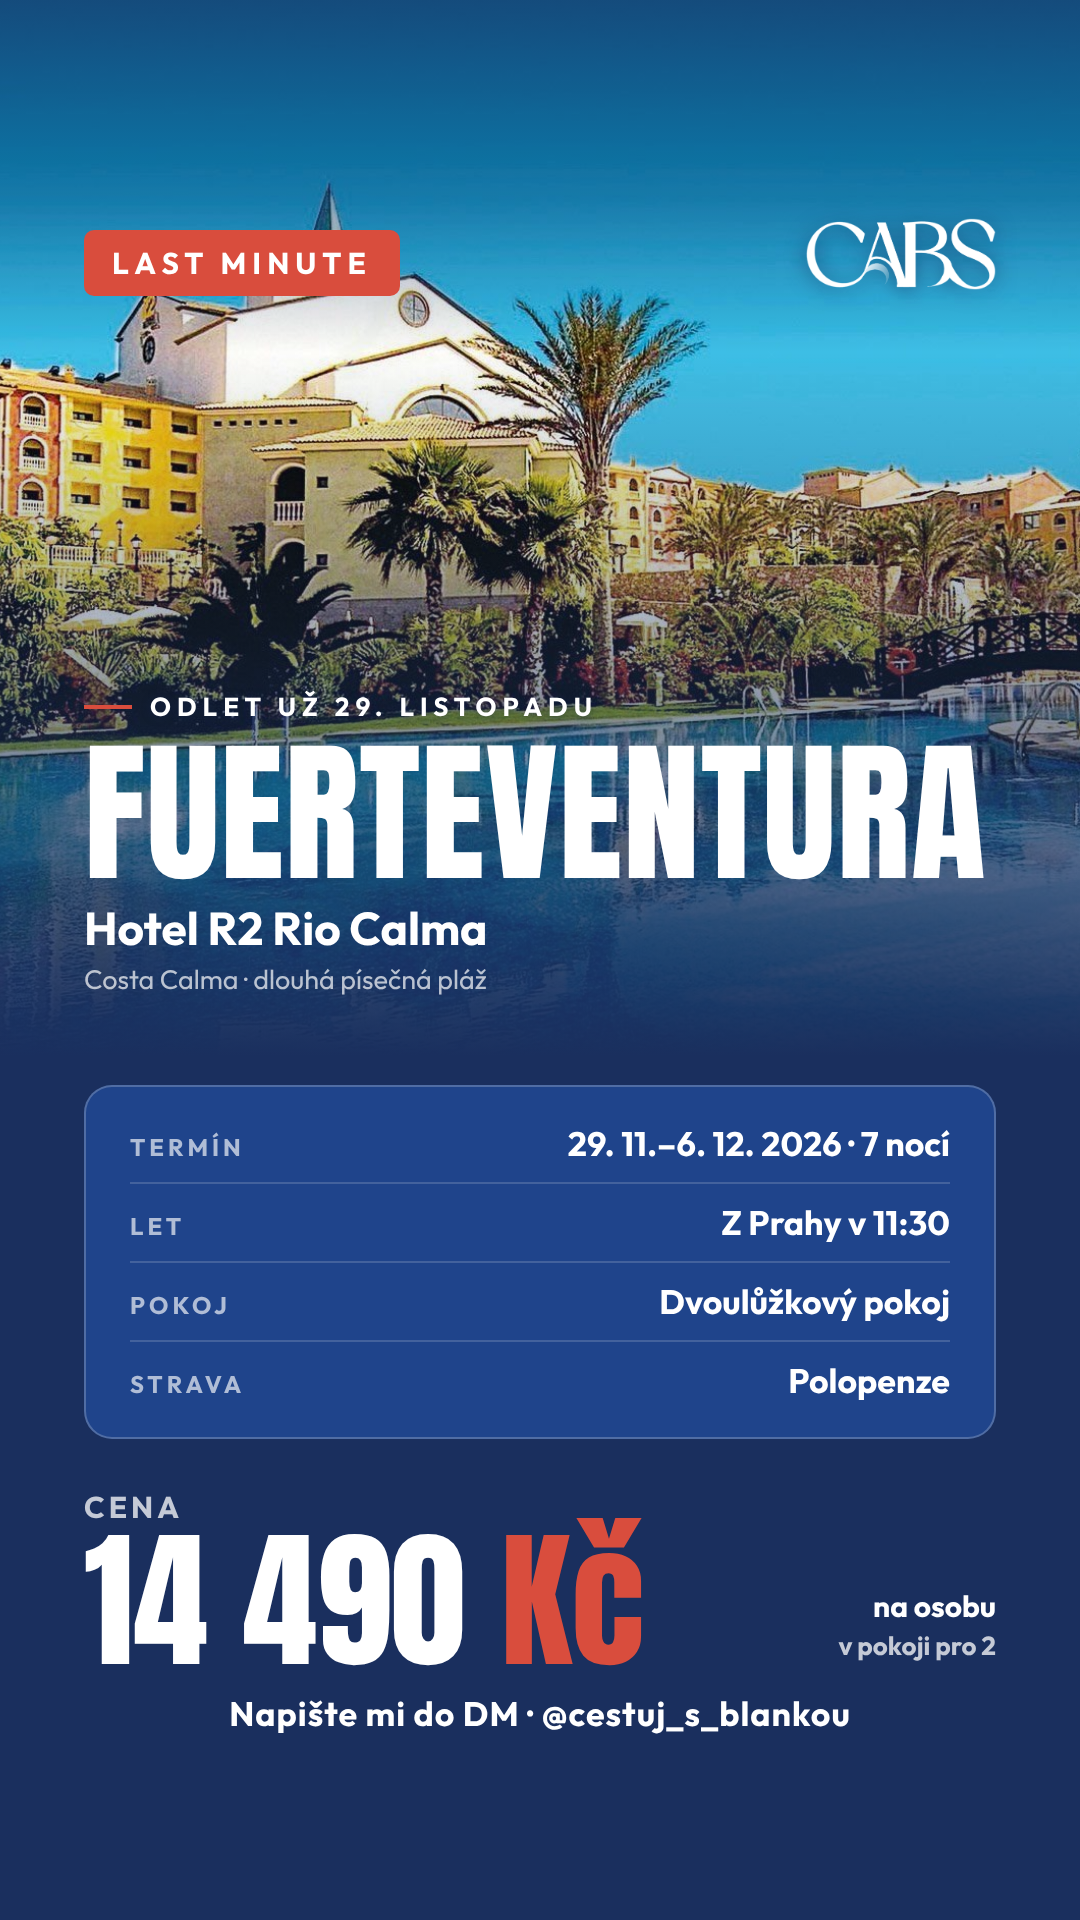 LAST MINUTE
CABS
ODLET UŽ 29. LISTOPADU
FUERTEVENTURA
Hotel R2 Rio Calma
Costa Calma · dlouhá písečná pláž
TERMÍN 29. 11.–6. 12. 2026 · 7 nocí
LET Z Prahy v 11:30
POKOJ Dvoulůžkový pokoj
STRAVA Polopenze
CENA
14 490 Kč
na osobu
v pokoji pro 2
Napište mi do DM · @cestuj_s_blankou